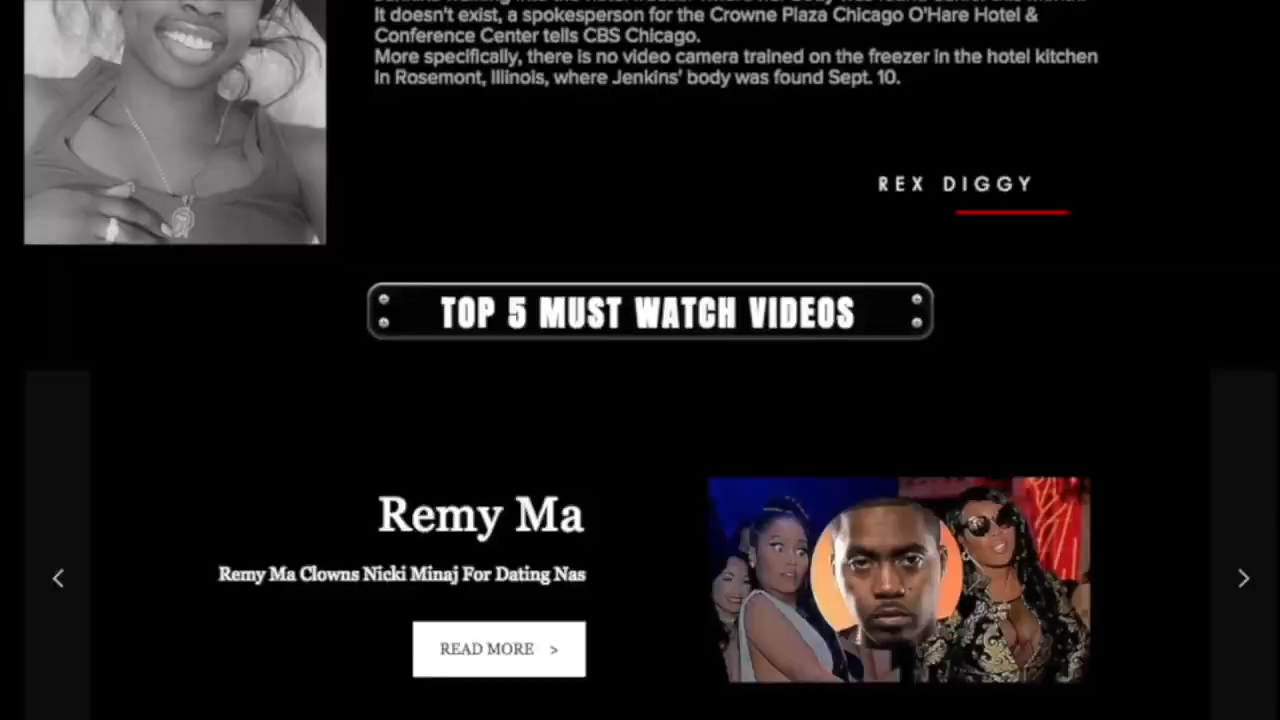 It doesn't exist, a spokesperson for the Crowne Plaza Chicago O'Hare Hotel &
Conference Center tells CBS Chicago.
More specifically, there is no video camera trained on the freezer in the hotel kitchen
in Rosemont, Illinois, where Jenkins' body was found Sept. 10.
REX DIGGY
TOP 5 MUST WATCH VIDEOS
Remy Ma
Remy Ma Clowns Nicki Minaj For Dating Nas
READ MORE >